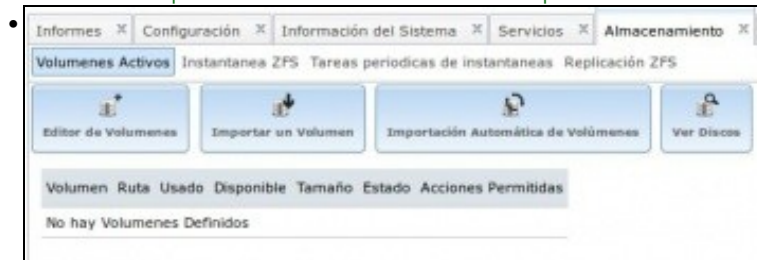 Informes Configuración Información del Sistema Servicios Almacenamiento
Volumenes Activos Instantanea ZFS Tareas periodicas de instantaneas Replicación ZFS
Editor de Volumenes Importar un Volumen Importación Automática de Volúmenes Ver Discos
Volumen Ruta Usado Disponible Tamaño Estado Acciones Permitidas
No hay Volumenes Definidos